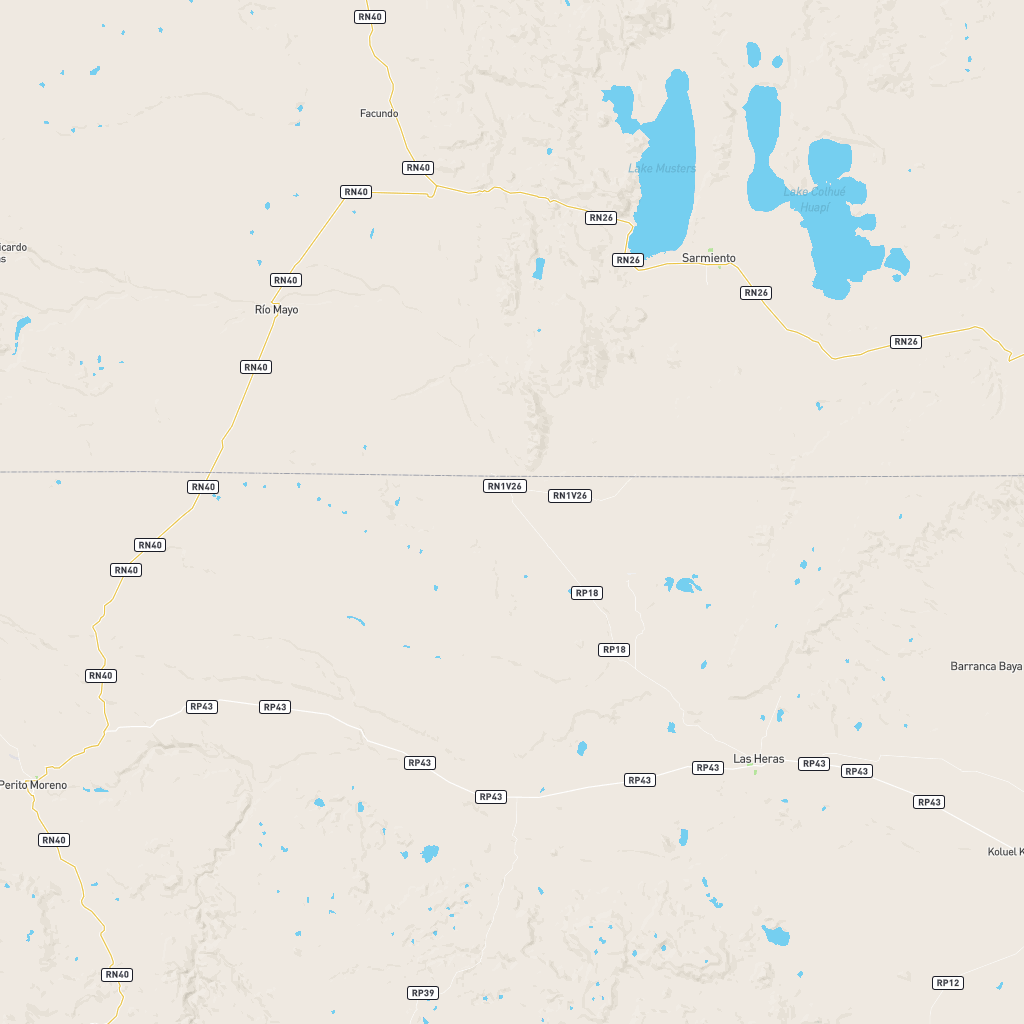 RN40
Facundo
RN40
Lake Musters
RN40
Lake Colhué
Huapí
RN26
icardo
as
RN26
Sarmiento
RN40
RN26
Río Mayo
RN26
RN40
RN40
RN1V26
RN1V26
RN40
RN40
RP18
RP18
Barranca Baya
RN40
RP43
RP43
Las Heras
RP43
RP43
RP43
RP43
RP43
Perito Moreno
RP43
RP43
RN40
Koluel K
RN40
RP12
RP39